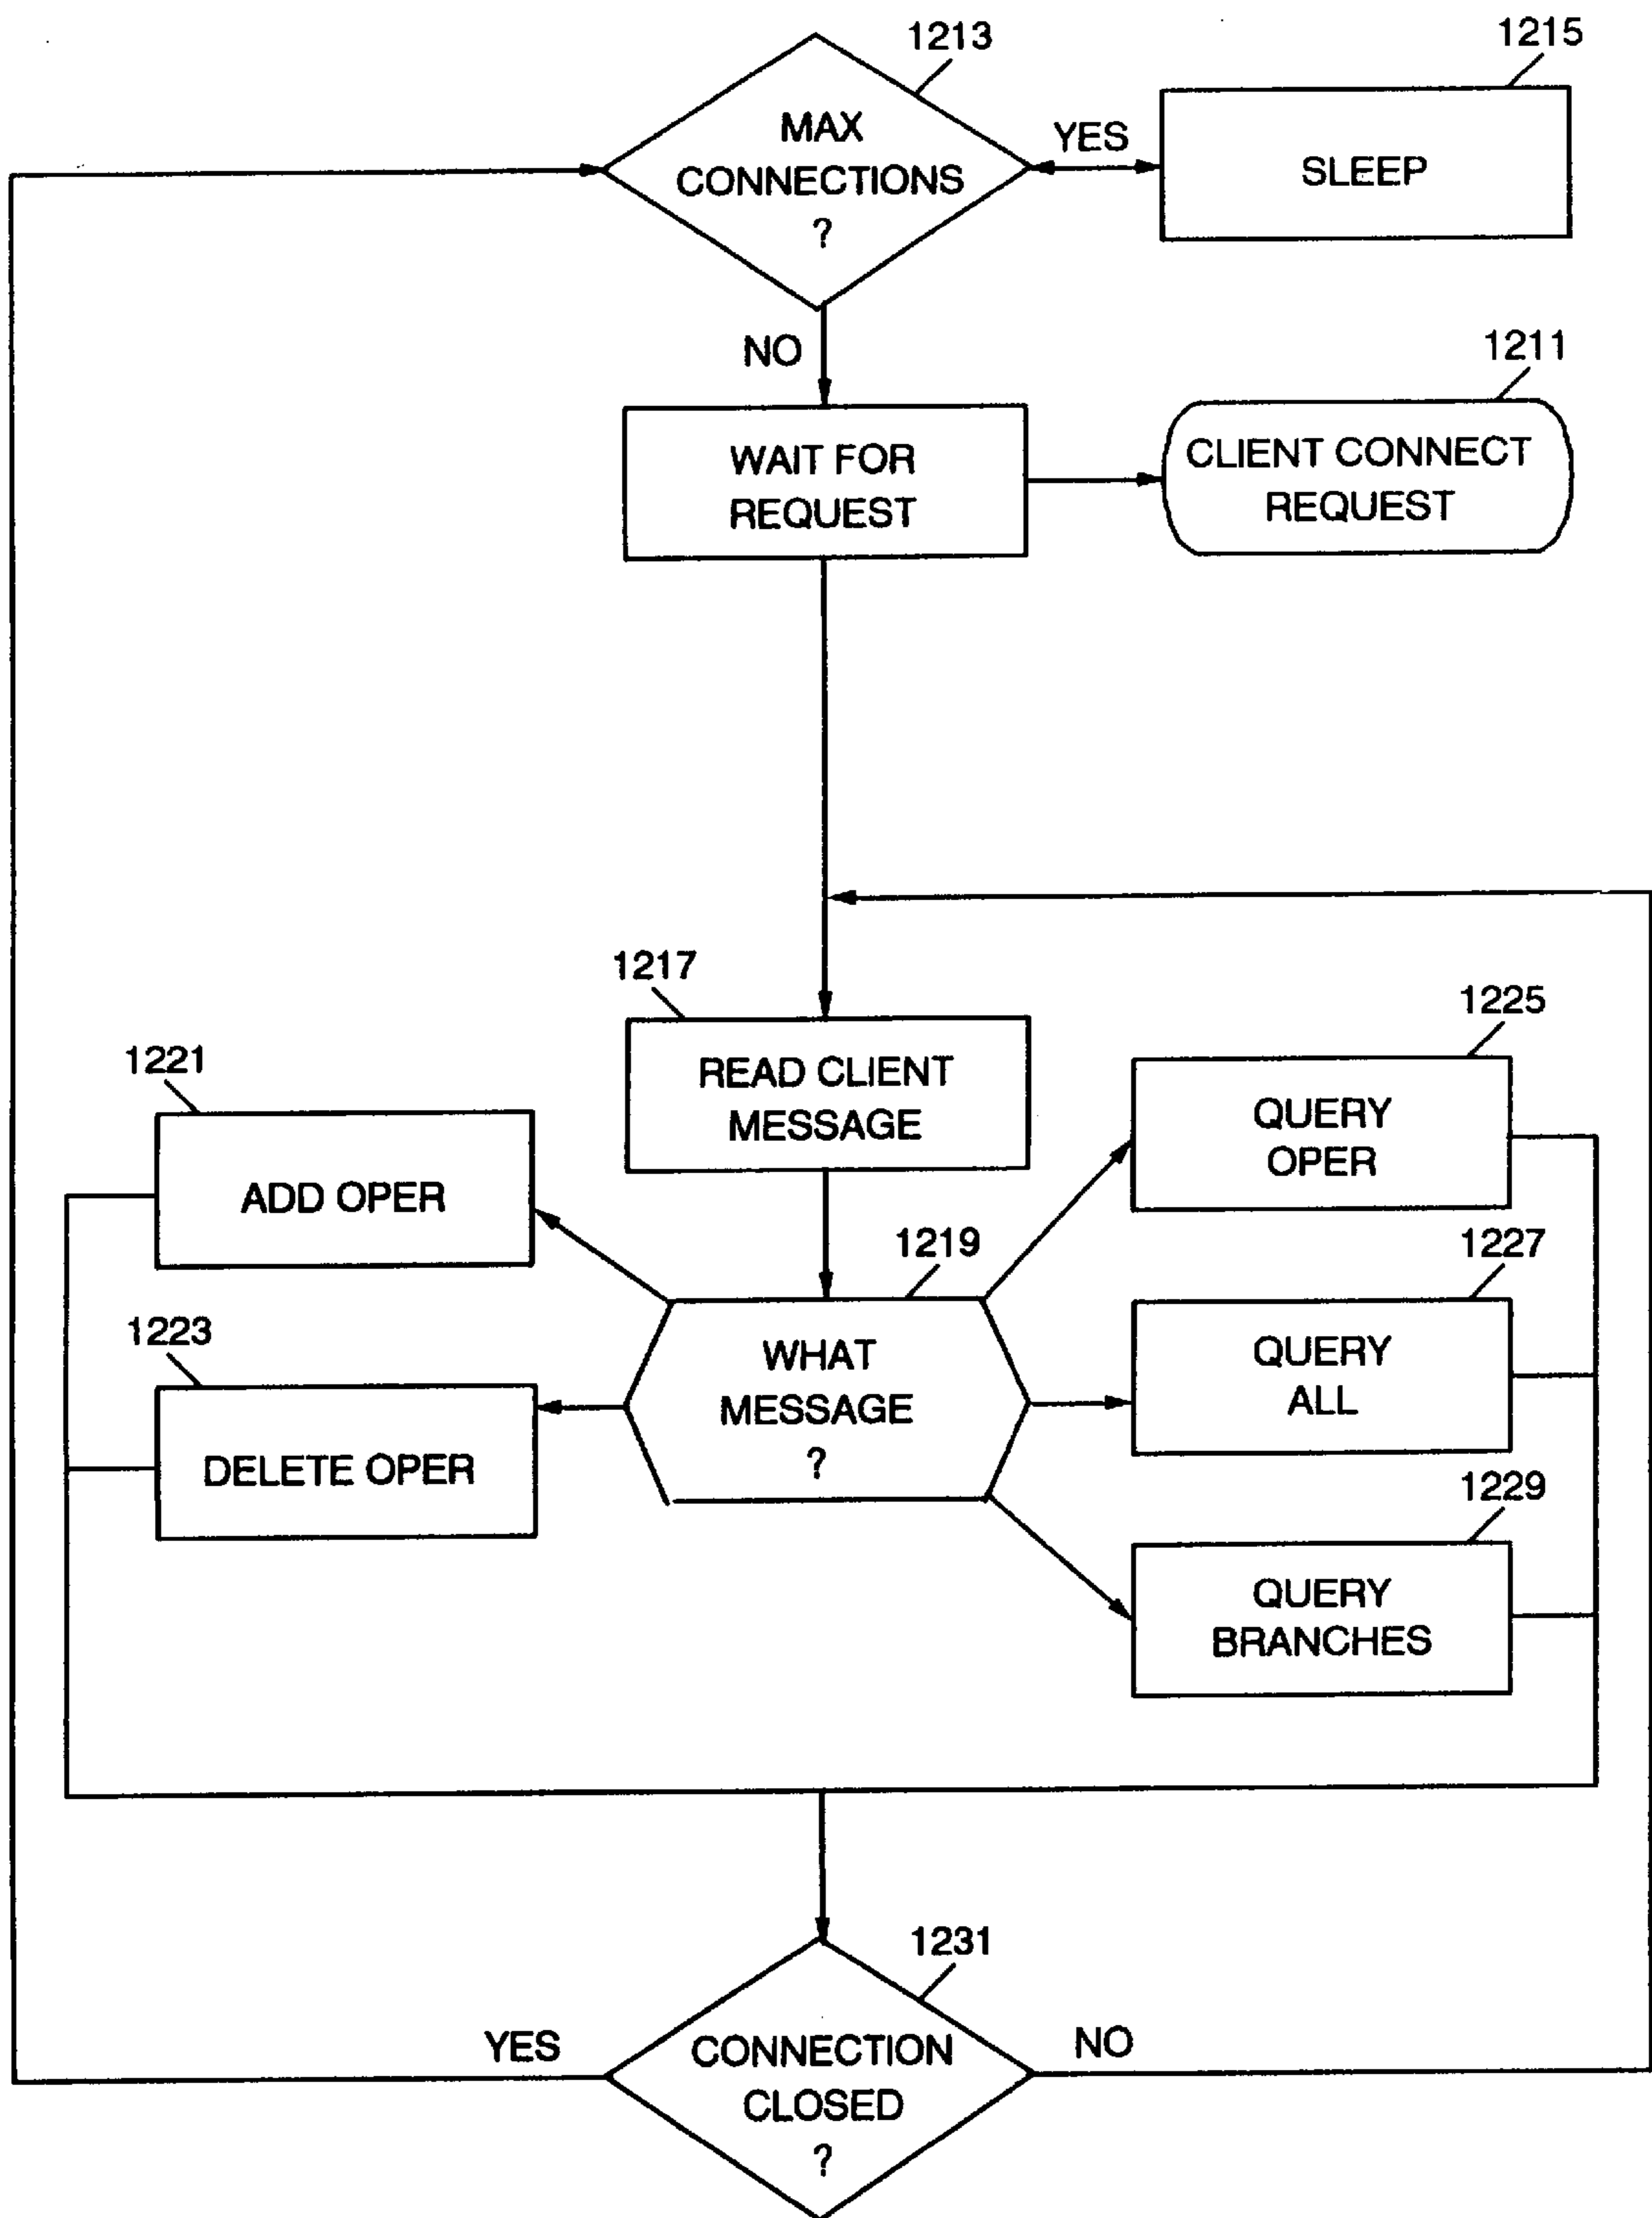 1213
1215
MAX
CONNECTIONS
?
YES
SLEEP
NO
1211
WAIT FOR
REQUEST
CLIENT CONNECT
REQUEST
1217
READ CLIENT
MESSAGE
1221
ADD OPER
1225
QUERY
OPER
1219
WHAT
MESSAGE
?
1223
DELETE OPER
1227
QUERY
ALL
1229
QUERY
BRANCHES
1231
YES
CONNECTION
CLOSED
?
NO